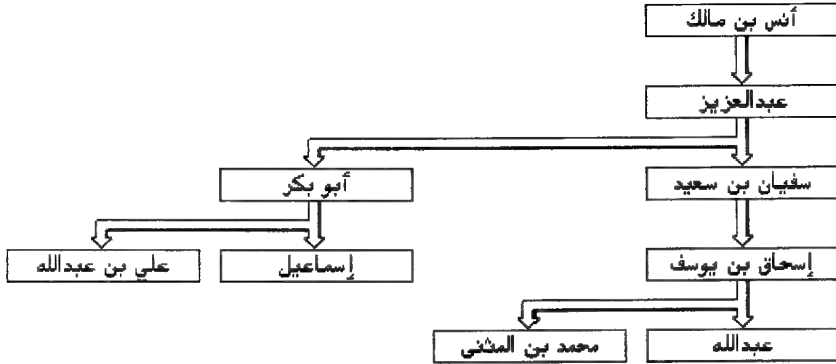 أنس بن مالك
عبدالعزيز
سفيان بن سعيد
أبو بكر
إسحاق بن يوسف
إسماعيل
علي بن عبدالله
عبدالله
محمد بن المثنى